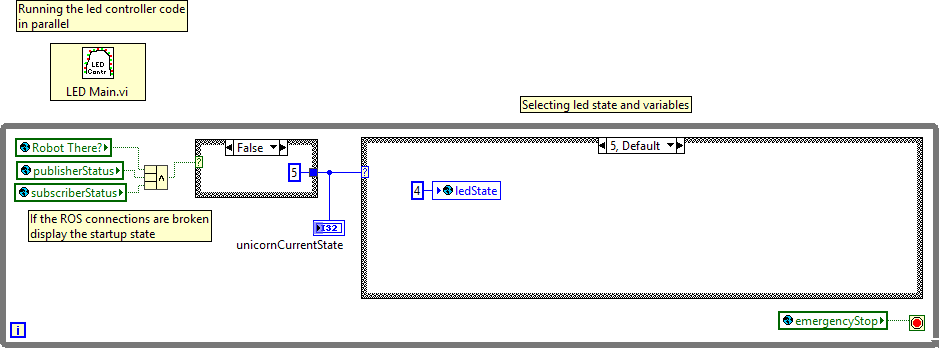 Running the led controller code
in parallel
LED
Contr
LED Main.vi
Selecting led state and variables
Robot There?
publisherStatus
subscriberStatus
If the ROS connections are broken
display the startup state
False
?
5
I32
unicornCurrentState
5, Default
?
4
ledState
emergencyStop
i